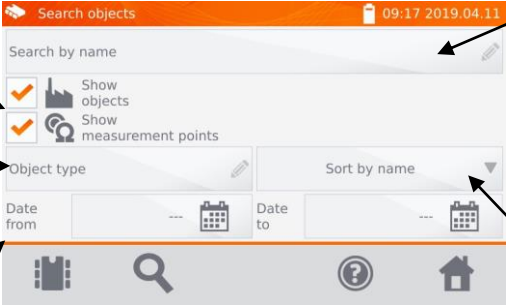 Search objects 09:17 2019.04.11
Search by name
Show
objects
Show
measurement points
Object type
Sort by name
Date
from
---
Date
to
---